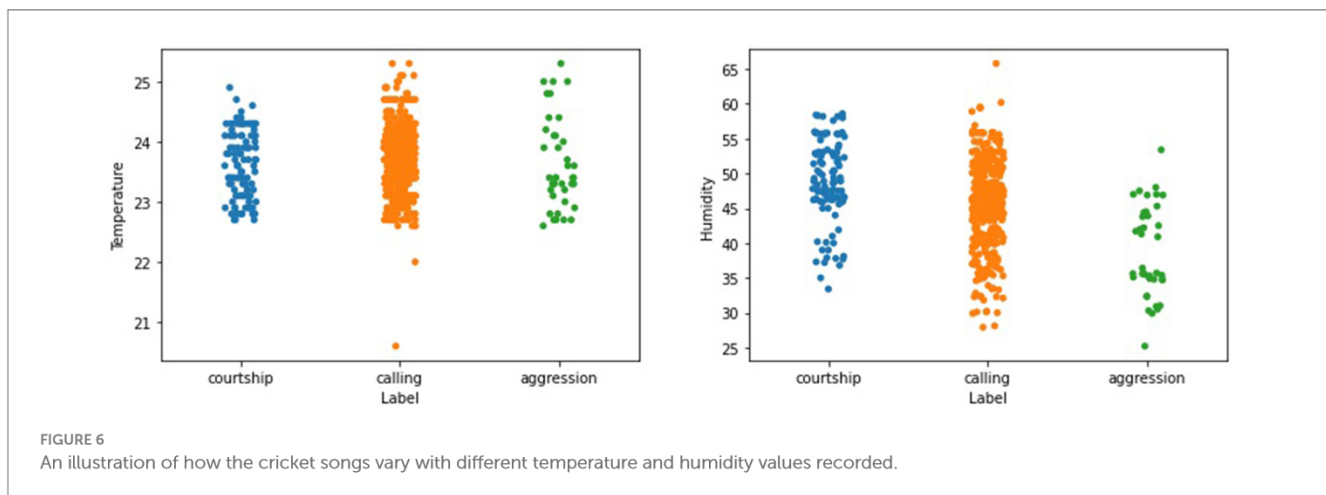 25
24
23
22
21
Temperature
courtship calling aggression
Label
65
60
55
50
45
40
35
30
25
Humidity
courtship calling aggression
Label
FIGURE 6
An illustration of how the cricket songs vary with different temperature and humidity values recorded.